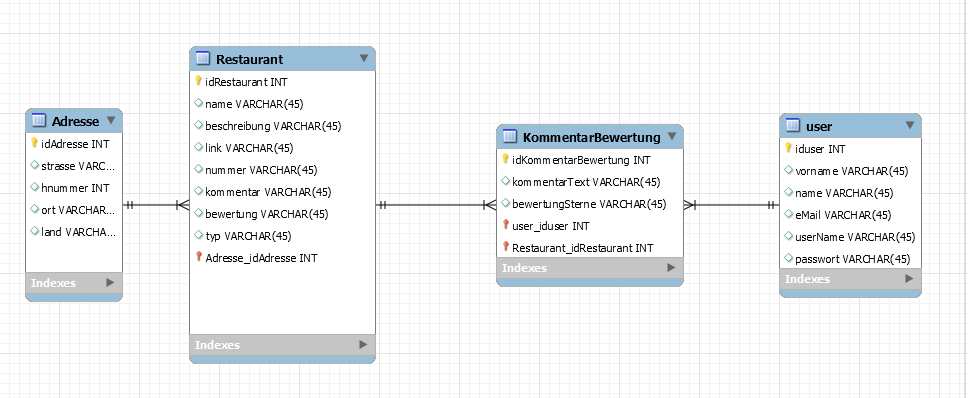 Adresse
idAdresse INT
strasse VARC...
hnummer INT
ort VARCHAR...
land VARCHA...
Indexes
Restaurant
idRestaurant INT
name VARCHAR(45)
beschreibung VARCHAR(45)
link VARCHAR(45)
nummer VARCHAR(45)
kommentar VARCHAR(45)
bewertung VARCHAR(45)
typ VARCHAR(45)
Adresse_idAdresse INT
Indexes
KommentarBewertung
idKommentarBewertung INT
kommentarText VARCHAR(45)
bewertungSterne VARCHAR(45)
user_iduser INT
Restaurant_idRestaurant INT
Indexes
user
iduser INT
vorname VARCHAR(45)
name VARCHAR(45)
eMail VARCHAR(45)
userName VARCHAR(45)
passwort VARCHAR(45)
Indexes